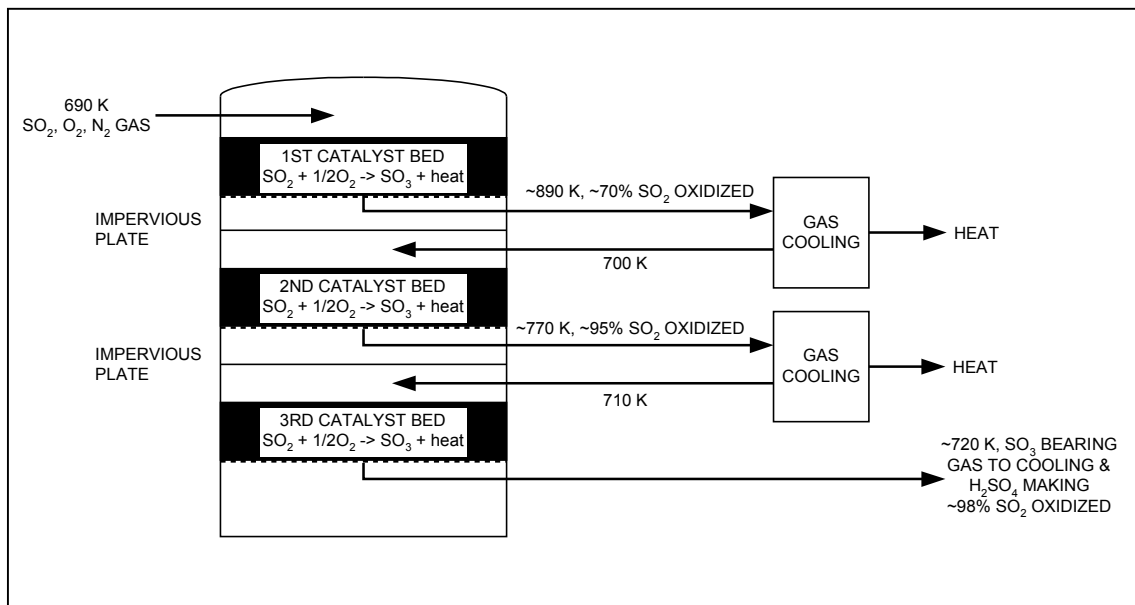 690 K
SO₂, O₂, N₂ GAS
1ST CATALYST BED
SO₂ + 1/2O₂ -> SO₃ + heat
~890 K, ~70% SO₂ OXIDIZED
IMPERVIOUS
PLATE
GAS
COOLING
HEAT
700 K
2ND CATALYST BED
SO₂ + 1/2O₂ -> SO₃ + heat
~770 K, ~95% SO₂ OXIDIZED
IMPERVIOUS
PLATE
GAS
COOLING
HEAT
710 K
3RD CATALYST BED
SO₂ + 1/2O₂ -> SO₃ + heat
~720 K, SO₃ BEARING
GAS TO COOLING &
H₂SO₄ MAKING
~98% SO₂ OXIDIZED